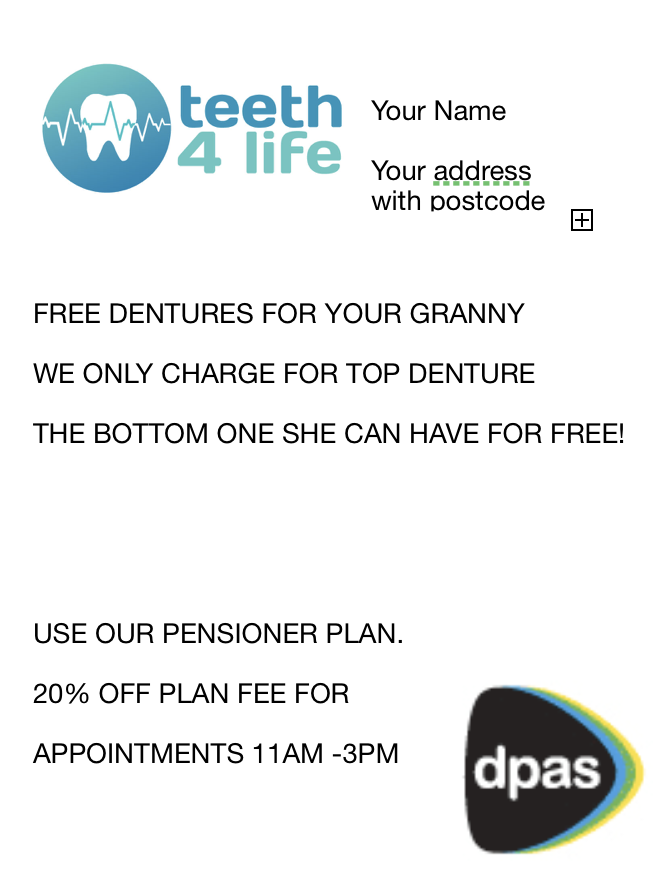 teeth
4 life
Your Name
Your address
with postcode
FREE DENTURES FOR YOUR GRANNY
WE ONLY CHARGE FOR TOP DENTURE
THE BOTTOM ONE SHE CAN HAVE FOR FREE!
USE OUR PENSIONER PLAN.
20% OFF PLAN FEE FOR
APPOINTMENTS 11AM -3PM
dpas